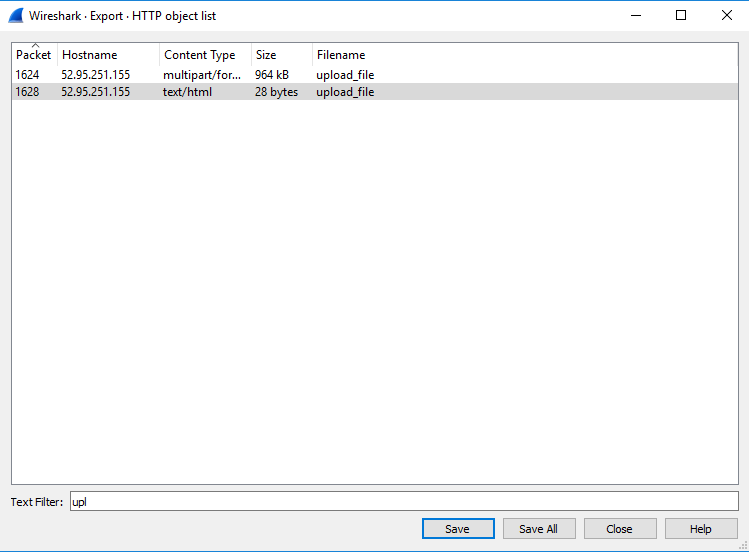 Wireshark · Export · HTTP object list
Packet Hostname Content Type Size Filename
1624 52.95.251.155 multipart/for... 964 kB upload_file
1628 52.95.251.155 text/html 28 bytes upload_file
Text Filter: upl
Save Save All Close Help